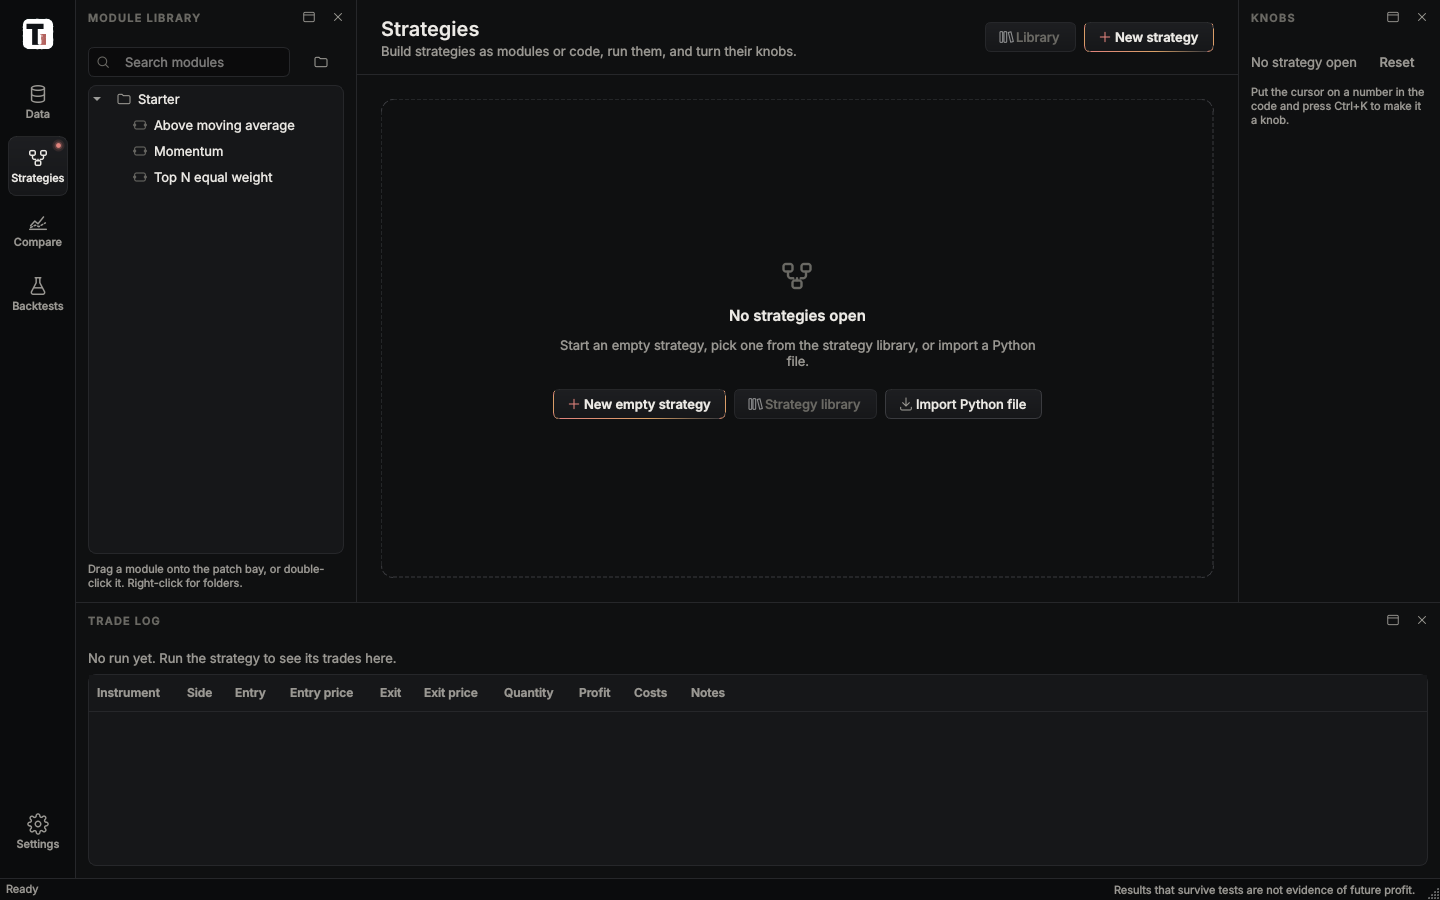 MODULE LIBRARY
Search modules
Starter
Above moving average
Momentum
Top N equal weight
Drag a module onto the patch bay, or double-
click it. Right-click for folders.
Data
Strategies
Compare
Backtests
Settings
Strategies
Build strategies as modules or code, run them, and turn their knobs.
Library
New strategy
No strategies open
Start an empty strategy, pick one from the strategy library, or import a Python
file.
New empty strategy
Strategy library
Import Python file
KNOBS
No strategy open
Reset
Put the cursor on a number in the
code and press Ctrl+K to make it
a knob.
TRADE LOG
No run yet. Run the strategy to see its trades here.
Instrument Side Entry Entry price Exit Exit price Quantity Profit Costs Notes
Ready
Results that survive tests are not evidence of future profit.